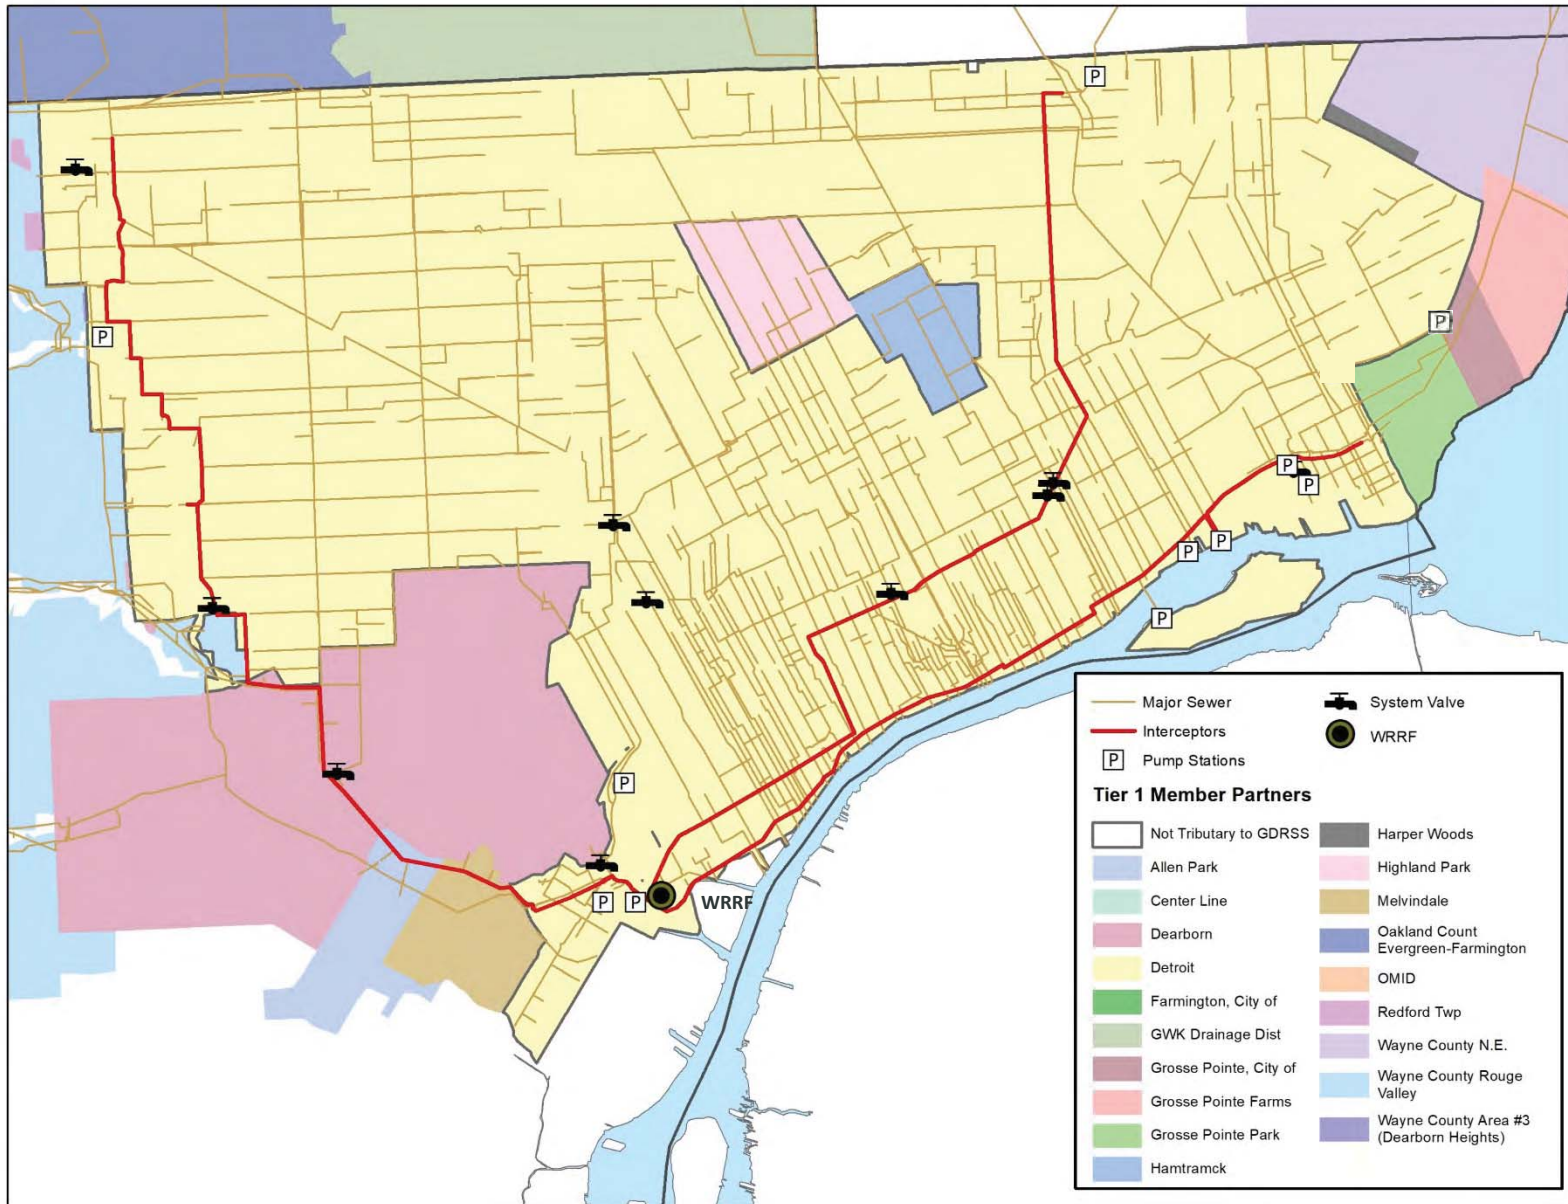 P
P
P
P
P
P
P
P
P
P
P
WRRF
Major Sewer
Interceptors
P Pump Stations
System Valve
WRRF
Tier 1 Member Partners
Not Tributary to GDRSS
Allen Park
Center Line
Dearborn
Detroit
Farmington, City of
GWK Drainage Dist
Grosse Pointe, City of
Grosse Pointe Farms
Grosse Pointe Park
Hamtramck
Harper Woods
Highland Park
Melvindale
Oakland Count
Evergreen-Farmington
OMID
Redford Twp
Wayne County N.E.
Wayne County Rouge
Valley
Wayne County Area #3
(Dearborn Heights)